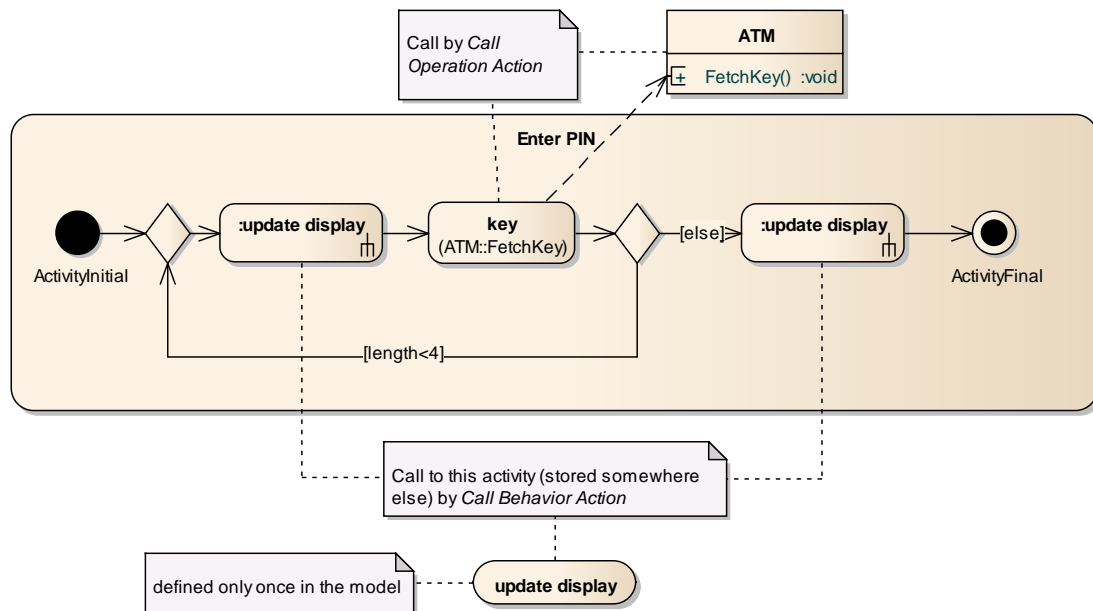 Call by Call
Operation Action
ATM
+ FetchKey() :void
Enter PIN
:update display
key
(ATM::FetchKey)
[else]
:update display
ActivityInitial
ActivityFinal
[length<4]
Call to this activity (stored somewhere
else) by Call Behavior Action
defined only once in the model
update display